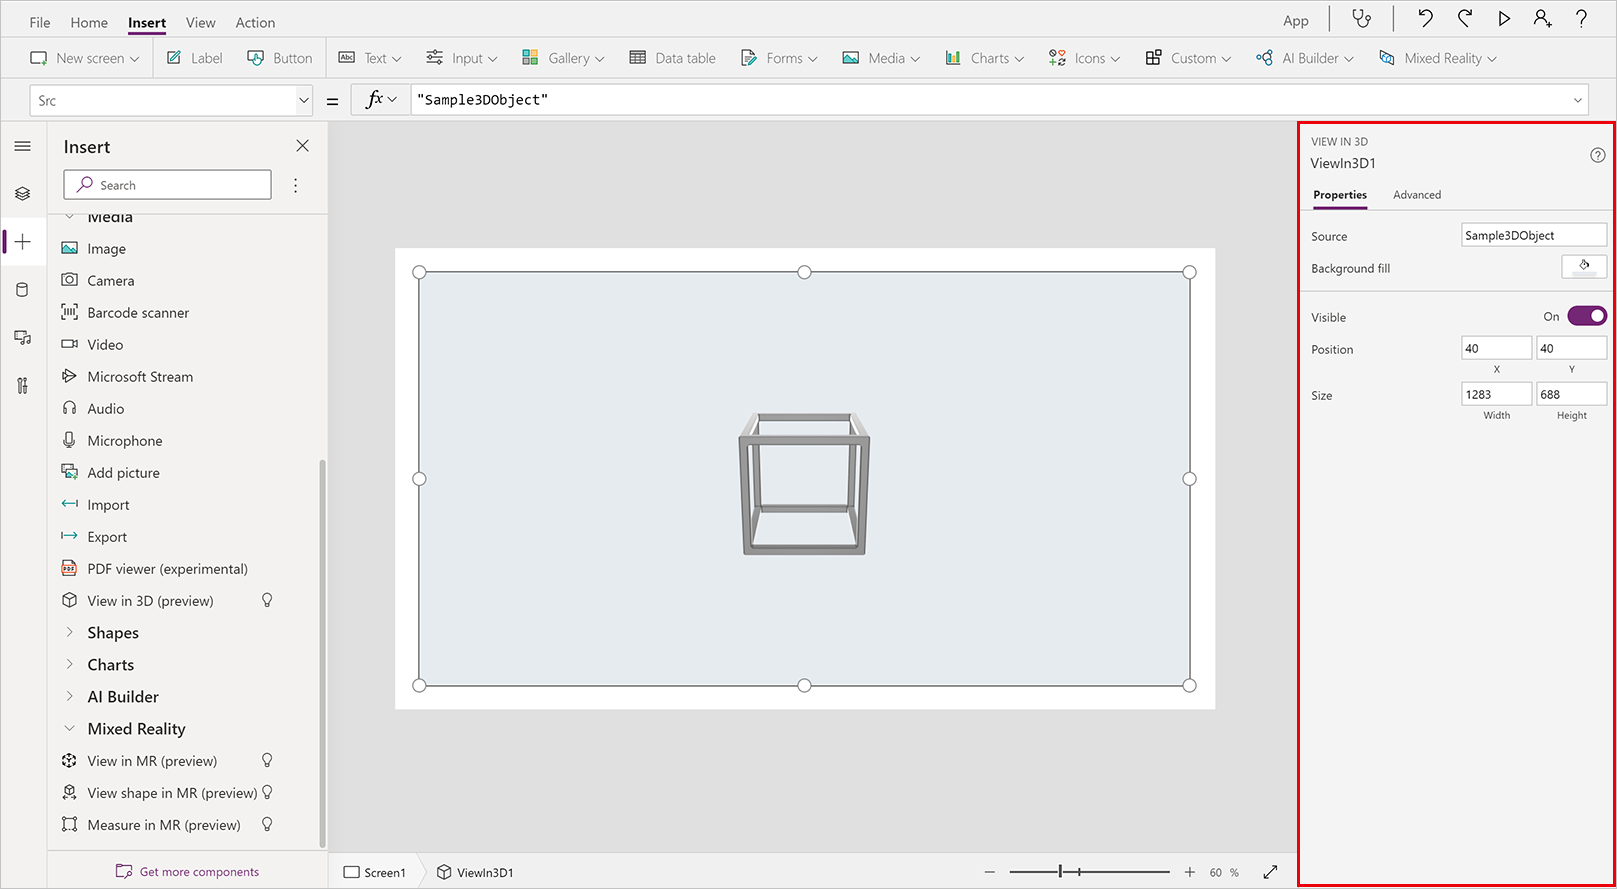 File Home Insert View Action App
New screen Label Button Text Input Gallery Data table Forms Media Charts Icons Custom AI Builder Mixed Reality
Abc
Src = fx "Sample3DObject"
Insert
Search
Media
Image
Camera
Barcode scanner
Video
Microsoft Stream
Audio
Microphone
Add picture
Import
Export
PDF PDF viewer (experimental)
View in 3D (preview)
Shapes
Charts
AI Builder
Mixed Reality
View in MR (preview)
View shape in MR (preview)
Measure in MR (preview)
Get more components
Screen1 ViewIn3D1 60 %
VIEW IN 3D
ViewIn3D1
Properties Advanced
Source Sample3DObject
Background fill
Visible On
Position 40 40
X Y
Size 1283 688
Width Height